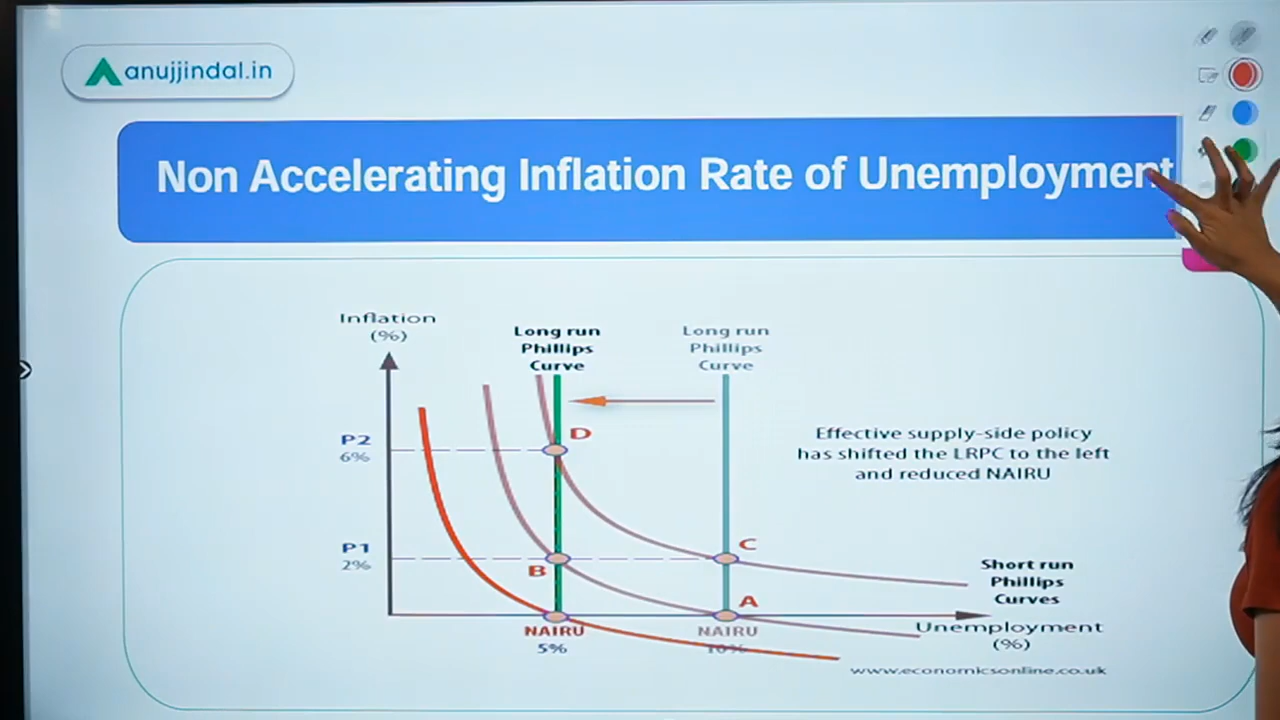 anujjindal.in
Non Accelerating Inflation Rate of Unemployment
Inflation
(%)
Long run
Phillips
Curve
Long run
Phillips
Curve
P2
6%
D
Effective supply-side policy
has shifted the LRPC to the left
and reduced NAIRU
P1
2%
B
C
A
Short run
Phillips
Curves
NAIRU
5%
NAIRU
10%
Unemployment
(%)
www.economicsonline.co.uk